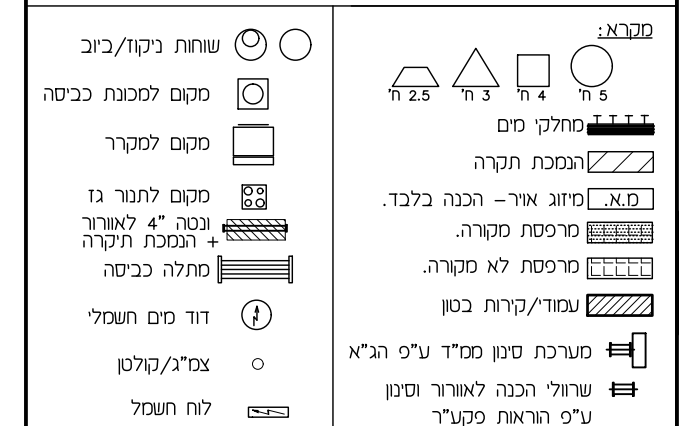 מקרא:
5 ח'
4 ח'
3 ח'
2.5 ח'
מחלקי מים
הנמכת תקרה
מ.א. מיזוג אויר– הכנה בלבד.
מרפסת מקורה.
מרפסת לא מקורה.
עמודי/קירות בטון
מערכת סינון ממ"ד ע"פ הג"א
שרוולי הכנה לאוורור וסינון
ע"פ הוראות פקע"ר
שוחות ניקוז/ביוב
מקום למכונת כביסה
מקום למקרר
מקום לתנור גז
ונטה "4 לאוורור
+ הנמכת תיקרה
מתלה כביסה
דוד מים חשמלי
צמ"ג/קולטן
לוח חשמל